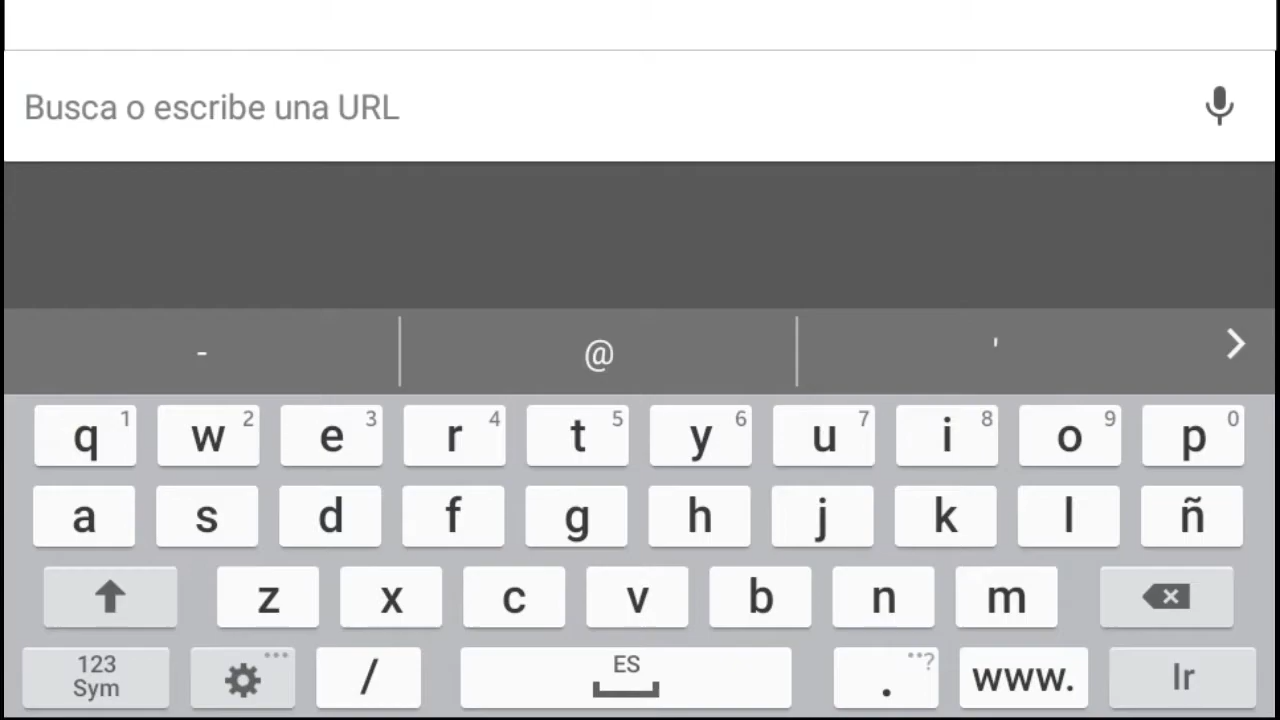 Busca o escribe una URL
- @ '
q 1 w 2 e 3 r 4 t 5 y 6 u 7 i 8 o 9 p 0
a s d f g h j k l ñ
z x c v b n m
123 Sym ... / ES . ..? www. Ir